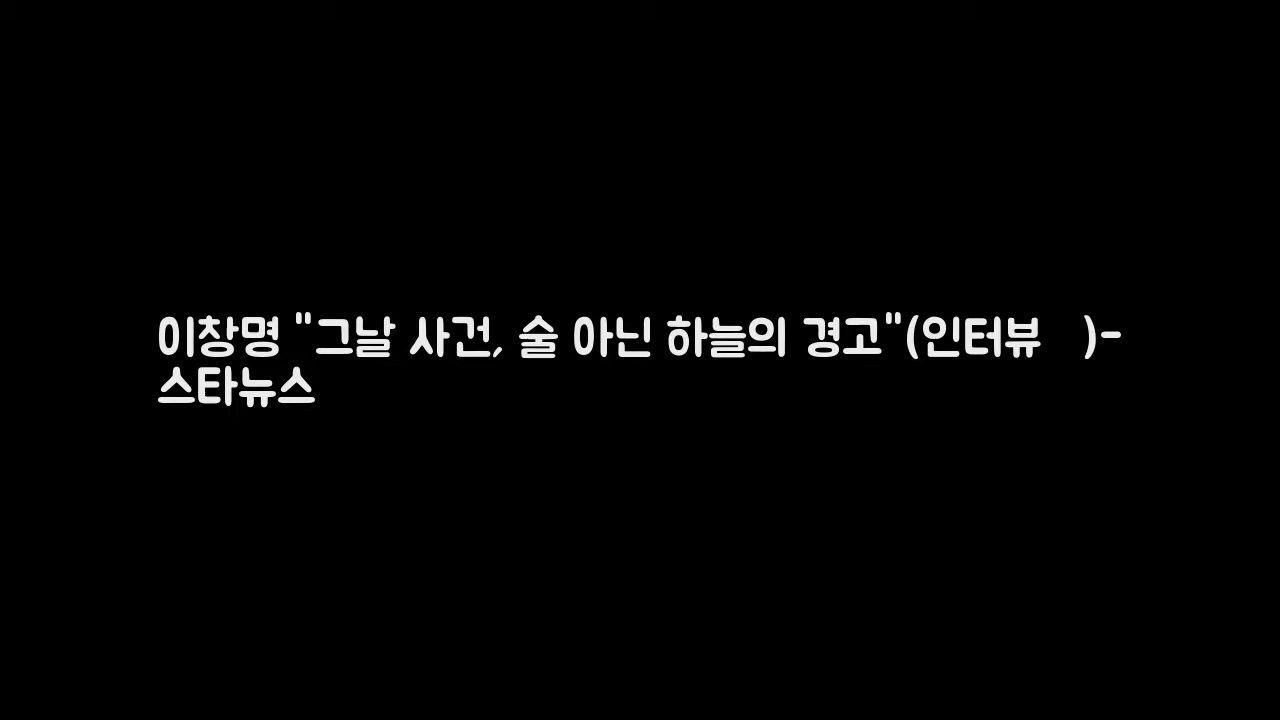 이창명 "그날 사건, 술 아닌 하늘의 경고"(인터뷰   )-
스타뉴스